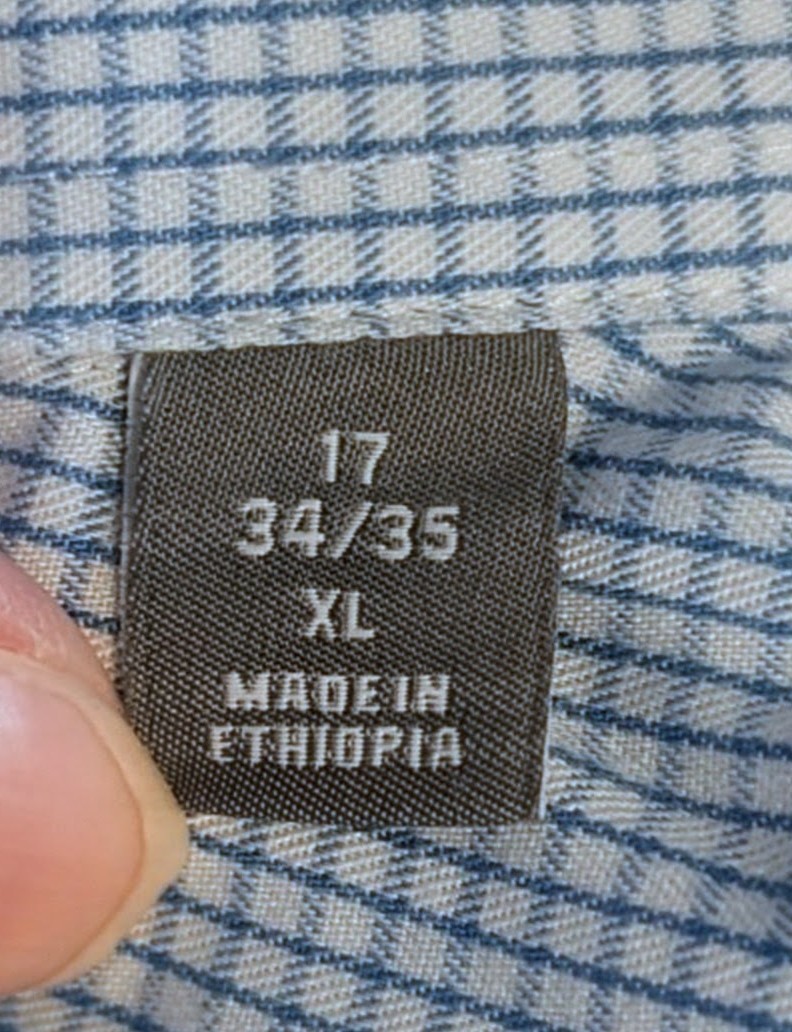 17
34/35
XL
MADE IN
ETHIOPIA